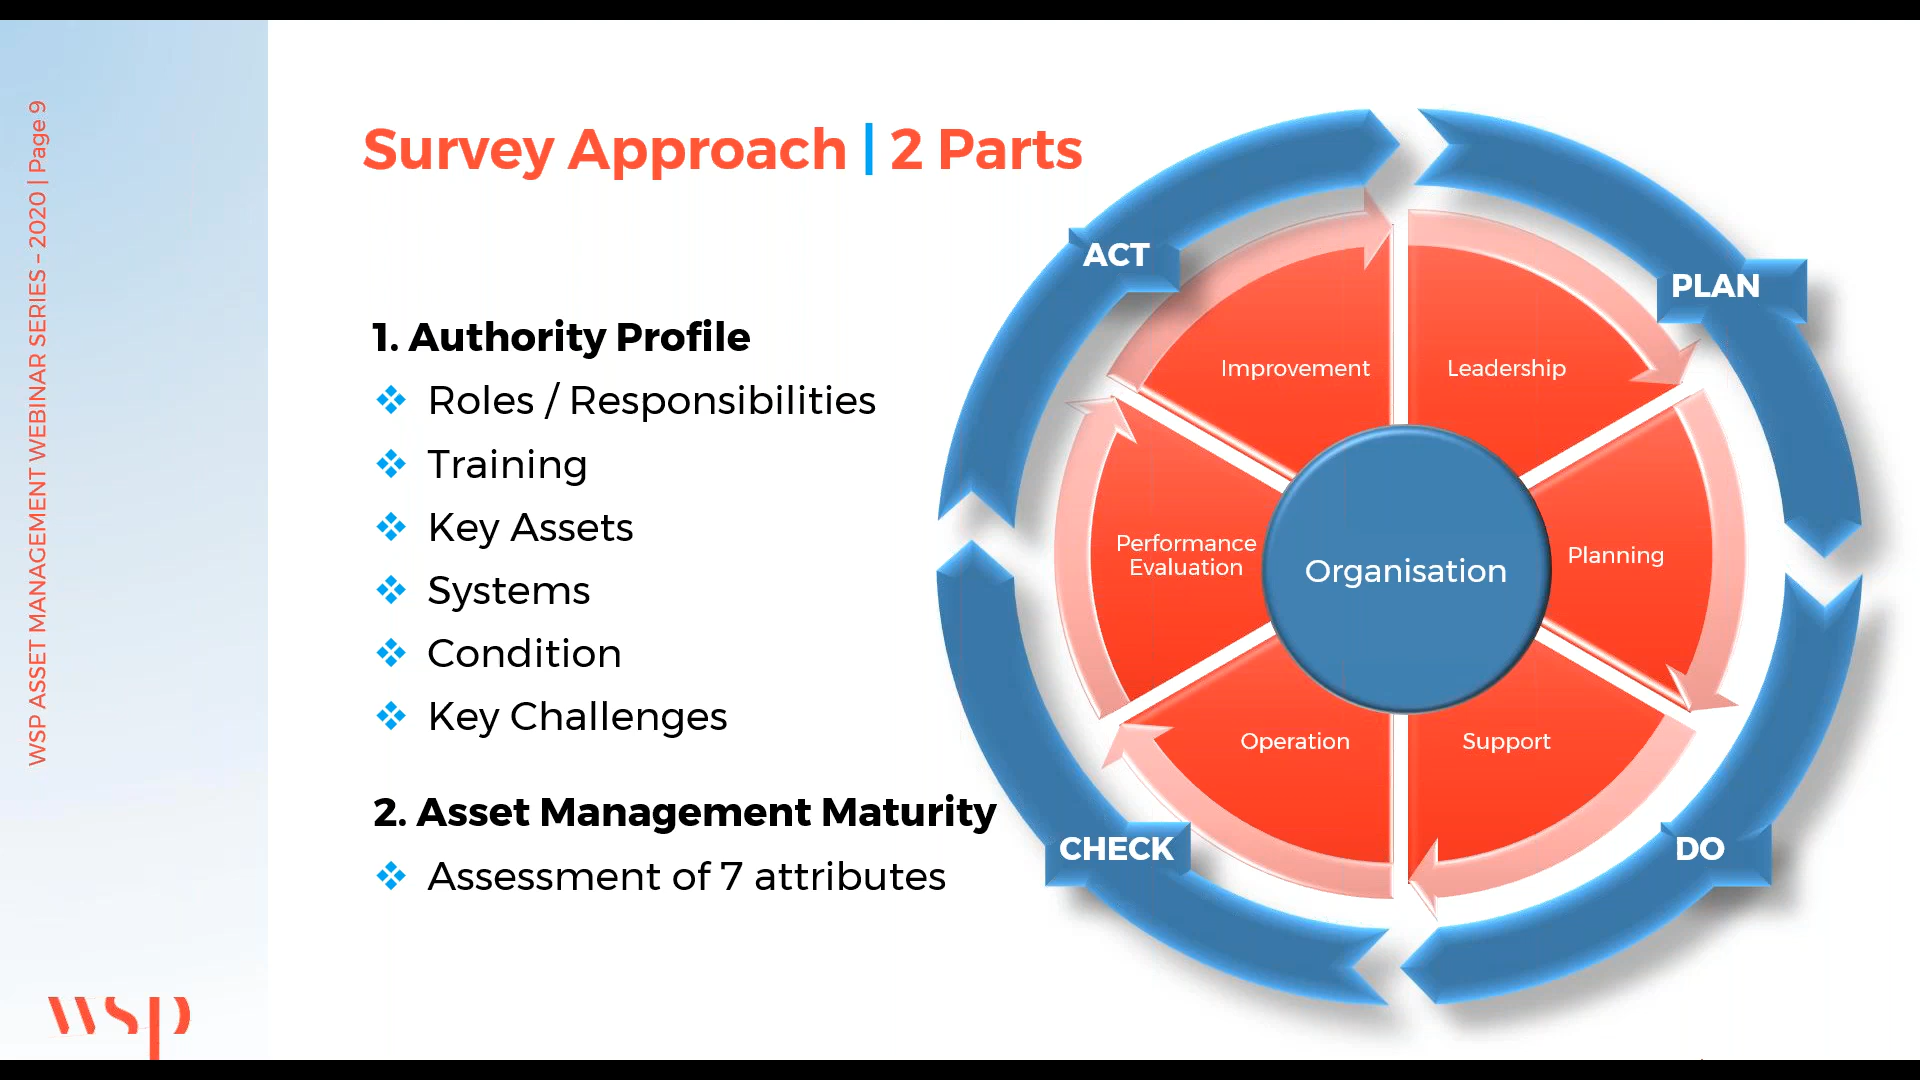 WSP ASSET MANAGEMENT WEBINAR SERIES – 2020 | Page 9
Survey Approach | 2 Parts
1. Authority Profile
Roles / Responsibilities
Training
Key Assets
Systems
Condition
Key Challenges
2. Asset Management Maturity
Assessment of 7 attributes
ACT
PLAN
Improvement
Leadership
Performance
Evaluation
Organisation
Planning
Operation
Support
CHECK
DO
wsp